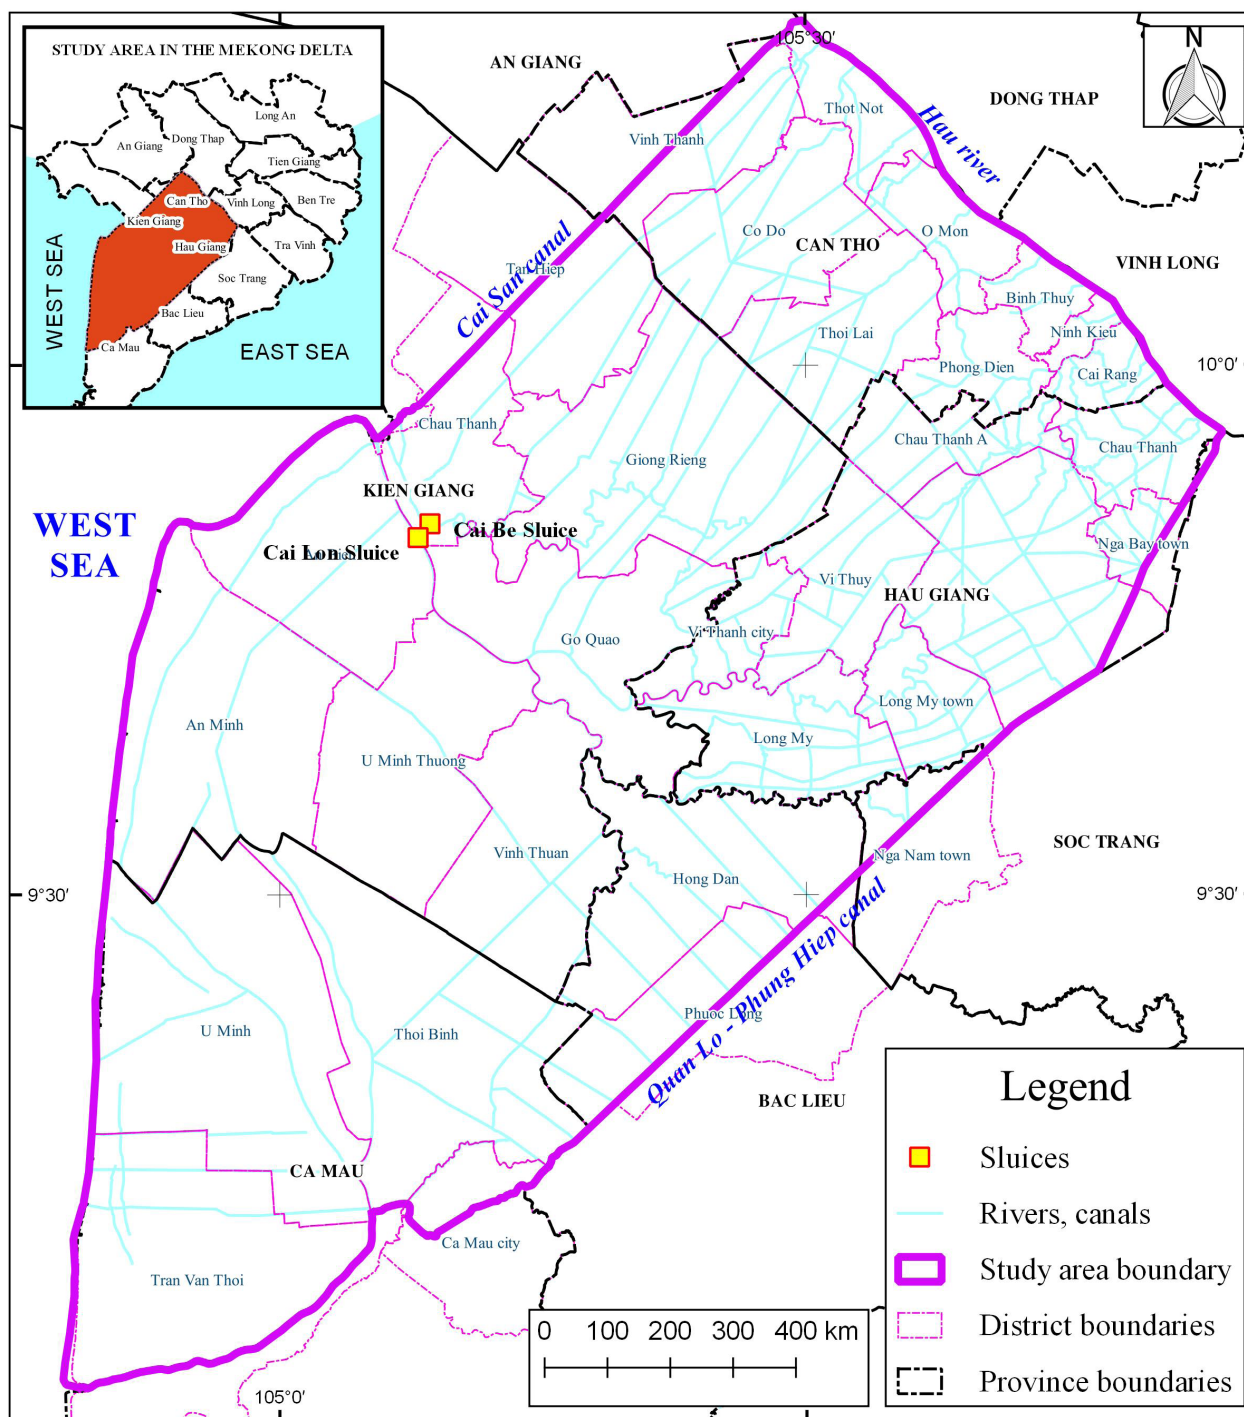 STUDY AREA IN THE MEKONG DELTA
Long An
An Giang
Dong Thap
Tien Giang
Can Tho
Vinh Long
Ben Tre
Kien Giang
Hau Giang
Tra Vinh
Soc Trang
Bac Lieu
Ca Mau
WEST SEA
EAST SEA
105°30'
N
AN GIANG
DONG THAP
Thot Not
Hau river
Vinh Thanh
Co Do
CAN THO
O Mon
VINH LONG
Cai San canal
Tan Hiep
Binh Thuy
Ninh Kieu
Thoi Lai
Phong Dien
Cai Rang
10°0'
Chau Thanh
Chau Thanh A
Chau Thanh
Giong Rieng
KIEN GIANG
WEST
SEA
Cai Be Sluice
Cai Lon Sluice
An Bien
Nga Bay town
Vi Thuy
HAU GIANG
Go Quao
Vi Thanh city
An Minh
Long My town
Long My
U Minh Thuong
Vinh Thuan
Nga Nam town
SOC TRANG
Hong Dan
9°30'
9°30'
Quan Lo - Phung Hiep canal
Phuoc Long
U Minh
Thoi Binh
BAC LIEU
CA MAU
Ca Mau city
Tran Van Thoi
105°0'
0 100 200 300 400 km
Legend
Sluices
Rivers, canals
Study area boundary
District boundaries
Province boundaries